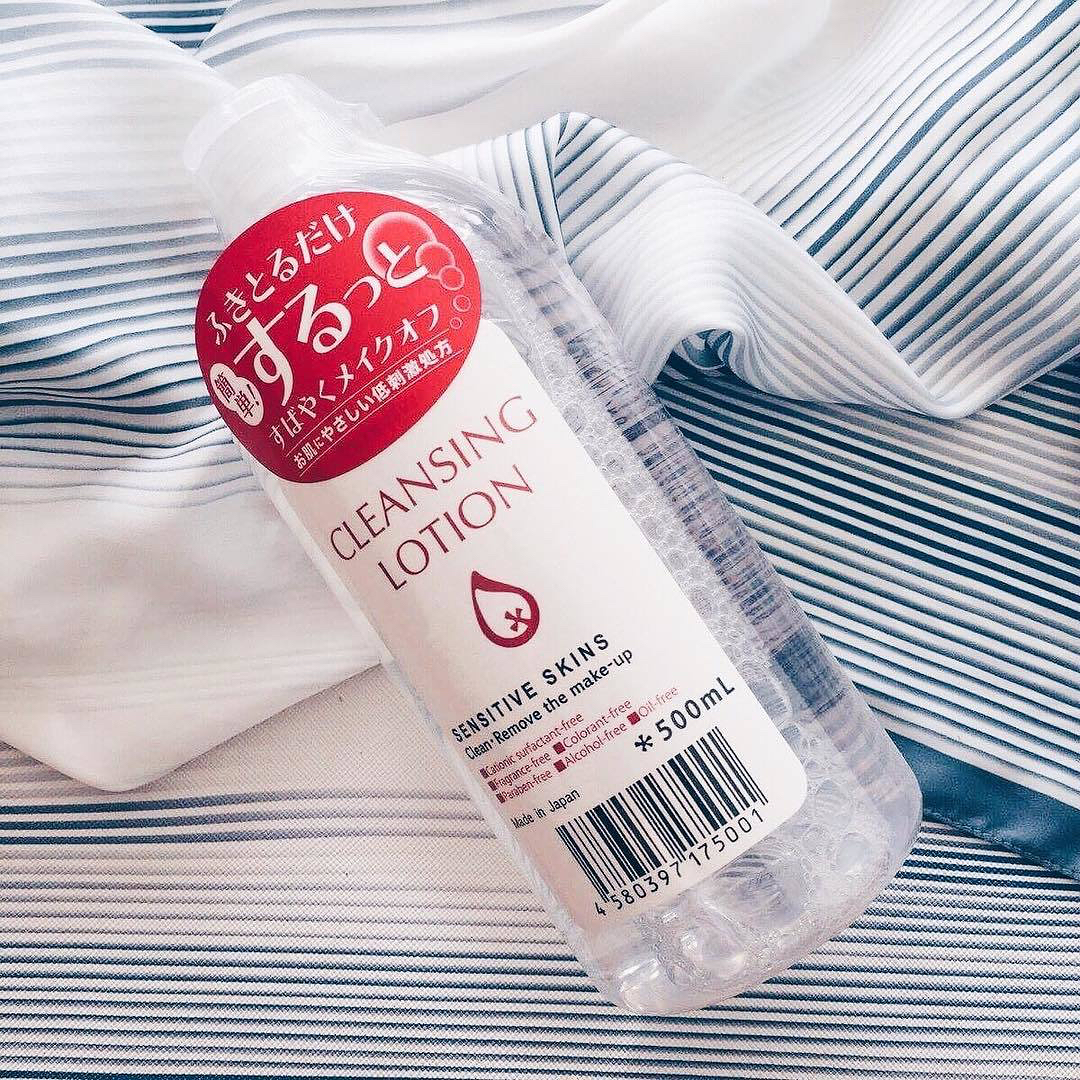 ふきとるだけ
簡単!
するっと
すばやくメイクオフ
お肌にやさしい低刺激処方
CLEANSING
LOTION
SENSITIVE SKINS
Clean・Remove the make-up
■Cationic surfactant-free
■Fragrance-free ■Colorant-free
■Paraben-free ■Alcohol-free ■Oil-free
*500mL
Made in Japan
4 580397 175001